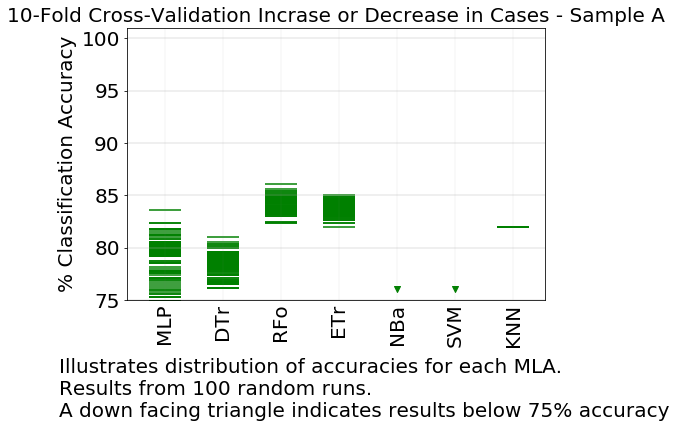 10-Fold Cross-Validation Incrase or Decrease in Cases - Sample A
% Classification Accuracy
100
95
90
85
80
75
MLP
DTr
RFo
ETr
NBa
SVM
KNN
Illustrates distribution of accuracies for each MLA.
Results from 100 random runs.
A down facing triangle indicates results below 75% accuracy